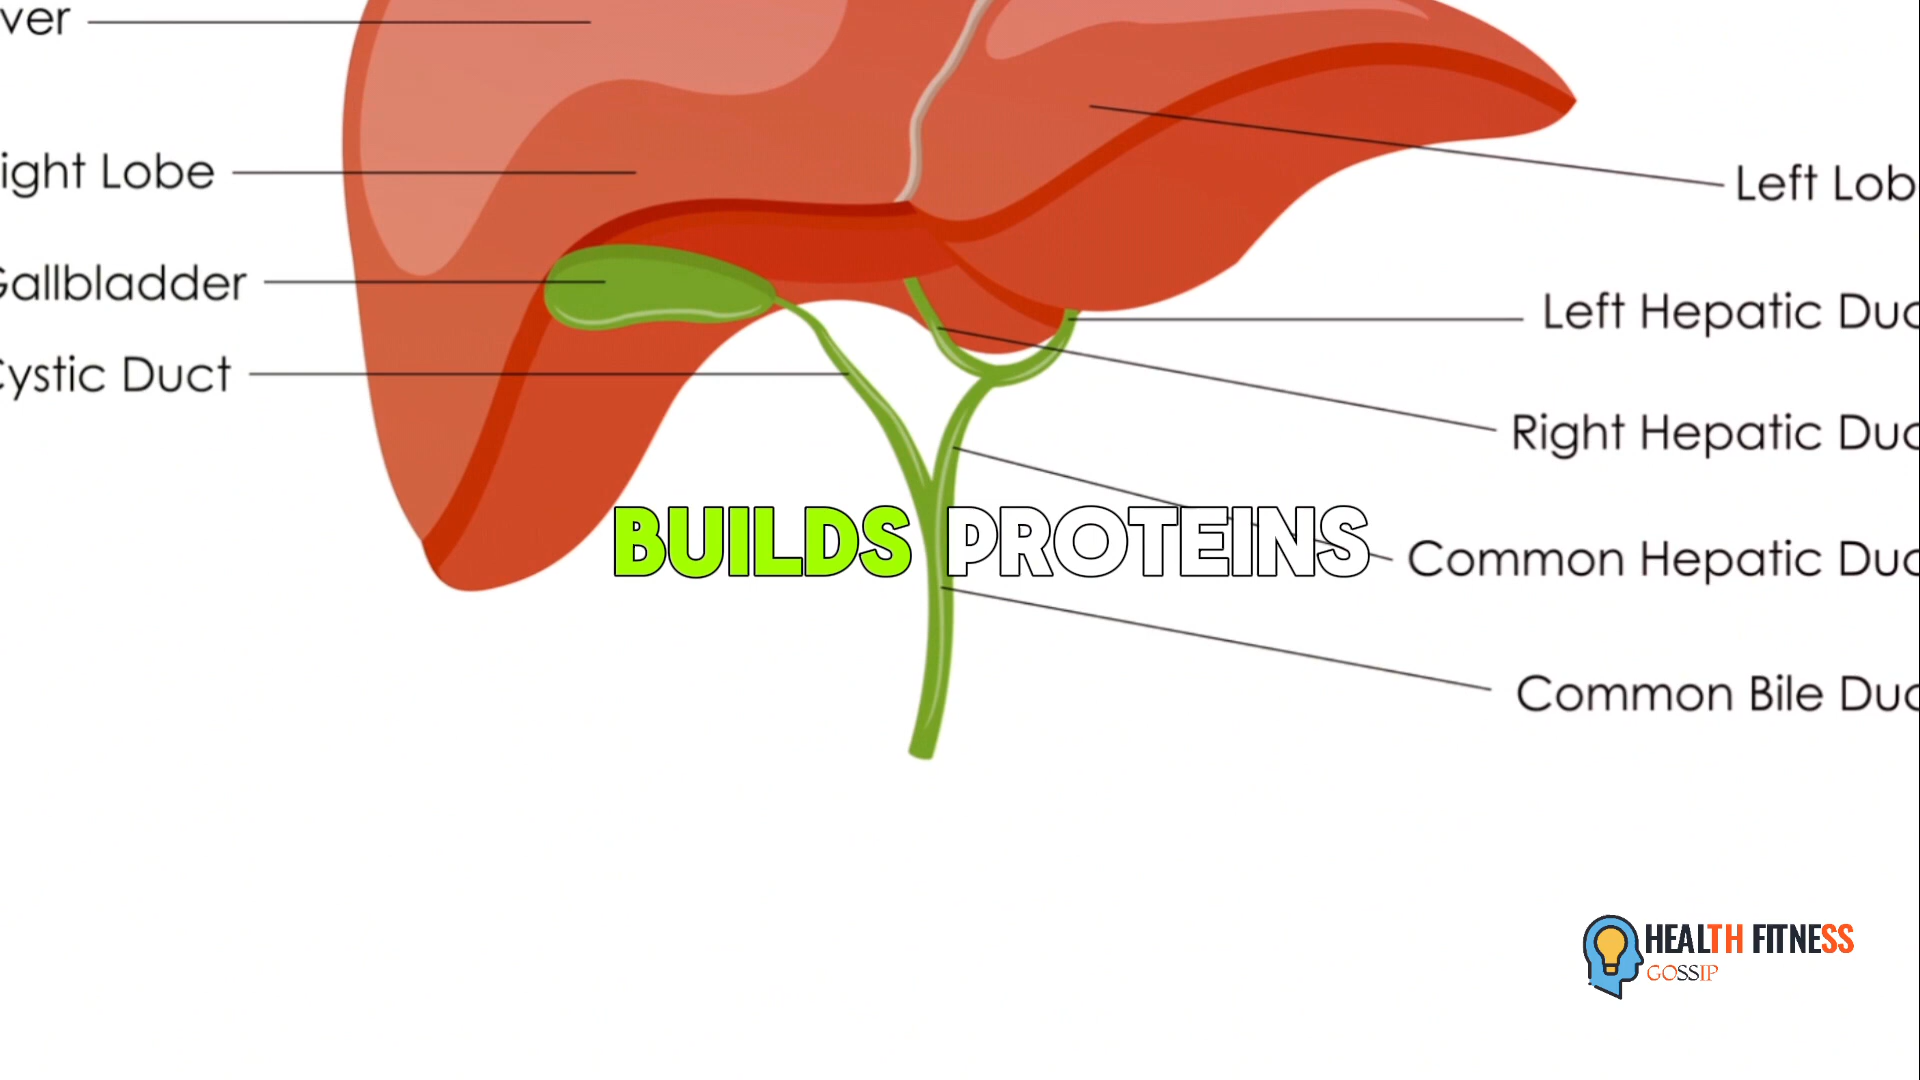 ver
ight Lobe
Gallbladder
Cystic Duct
Left Lob
Left Hepatic Duc
Right Hepatic Duc
BUILDS PROTEINS
Common Hepatic Duc
Common Bile Duc
HEALTH FITNESS
GOSSIP